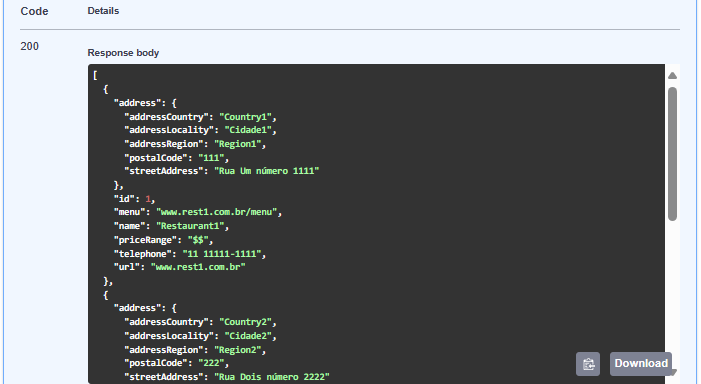 Code Details
200
Response body
[
  {
    "address": {
      "addressCountry": "Country1",
      "addressLocality": "Cidade1",
      "addressRegion": "Region1",
      "postalCode": "111",
      "streetAddress": "Rua Um número 1111"
    },
    "id": 1,
    "menu": "www.rest1.com.br/menu",
    "name": "Restaurant1",
    "priceRange": "$$",
    "telephone": "11 11111-1111",
    "url": "www.rest1.com.br"
  },
  {
    "address": {
      "addressCountry": "Country2",
      "addressLocality": "Cidade2",
      "addressRegion": "Region2",
      "postalCode": "222",
      "streetAddress": "Rua Dois número 2222"
Download